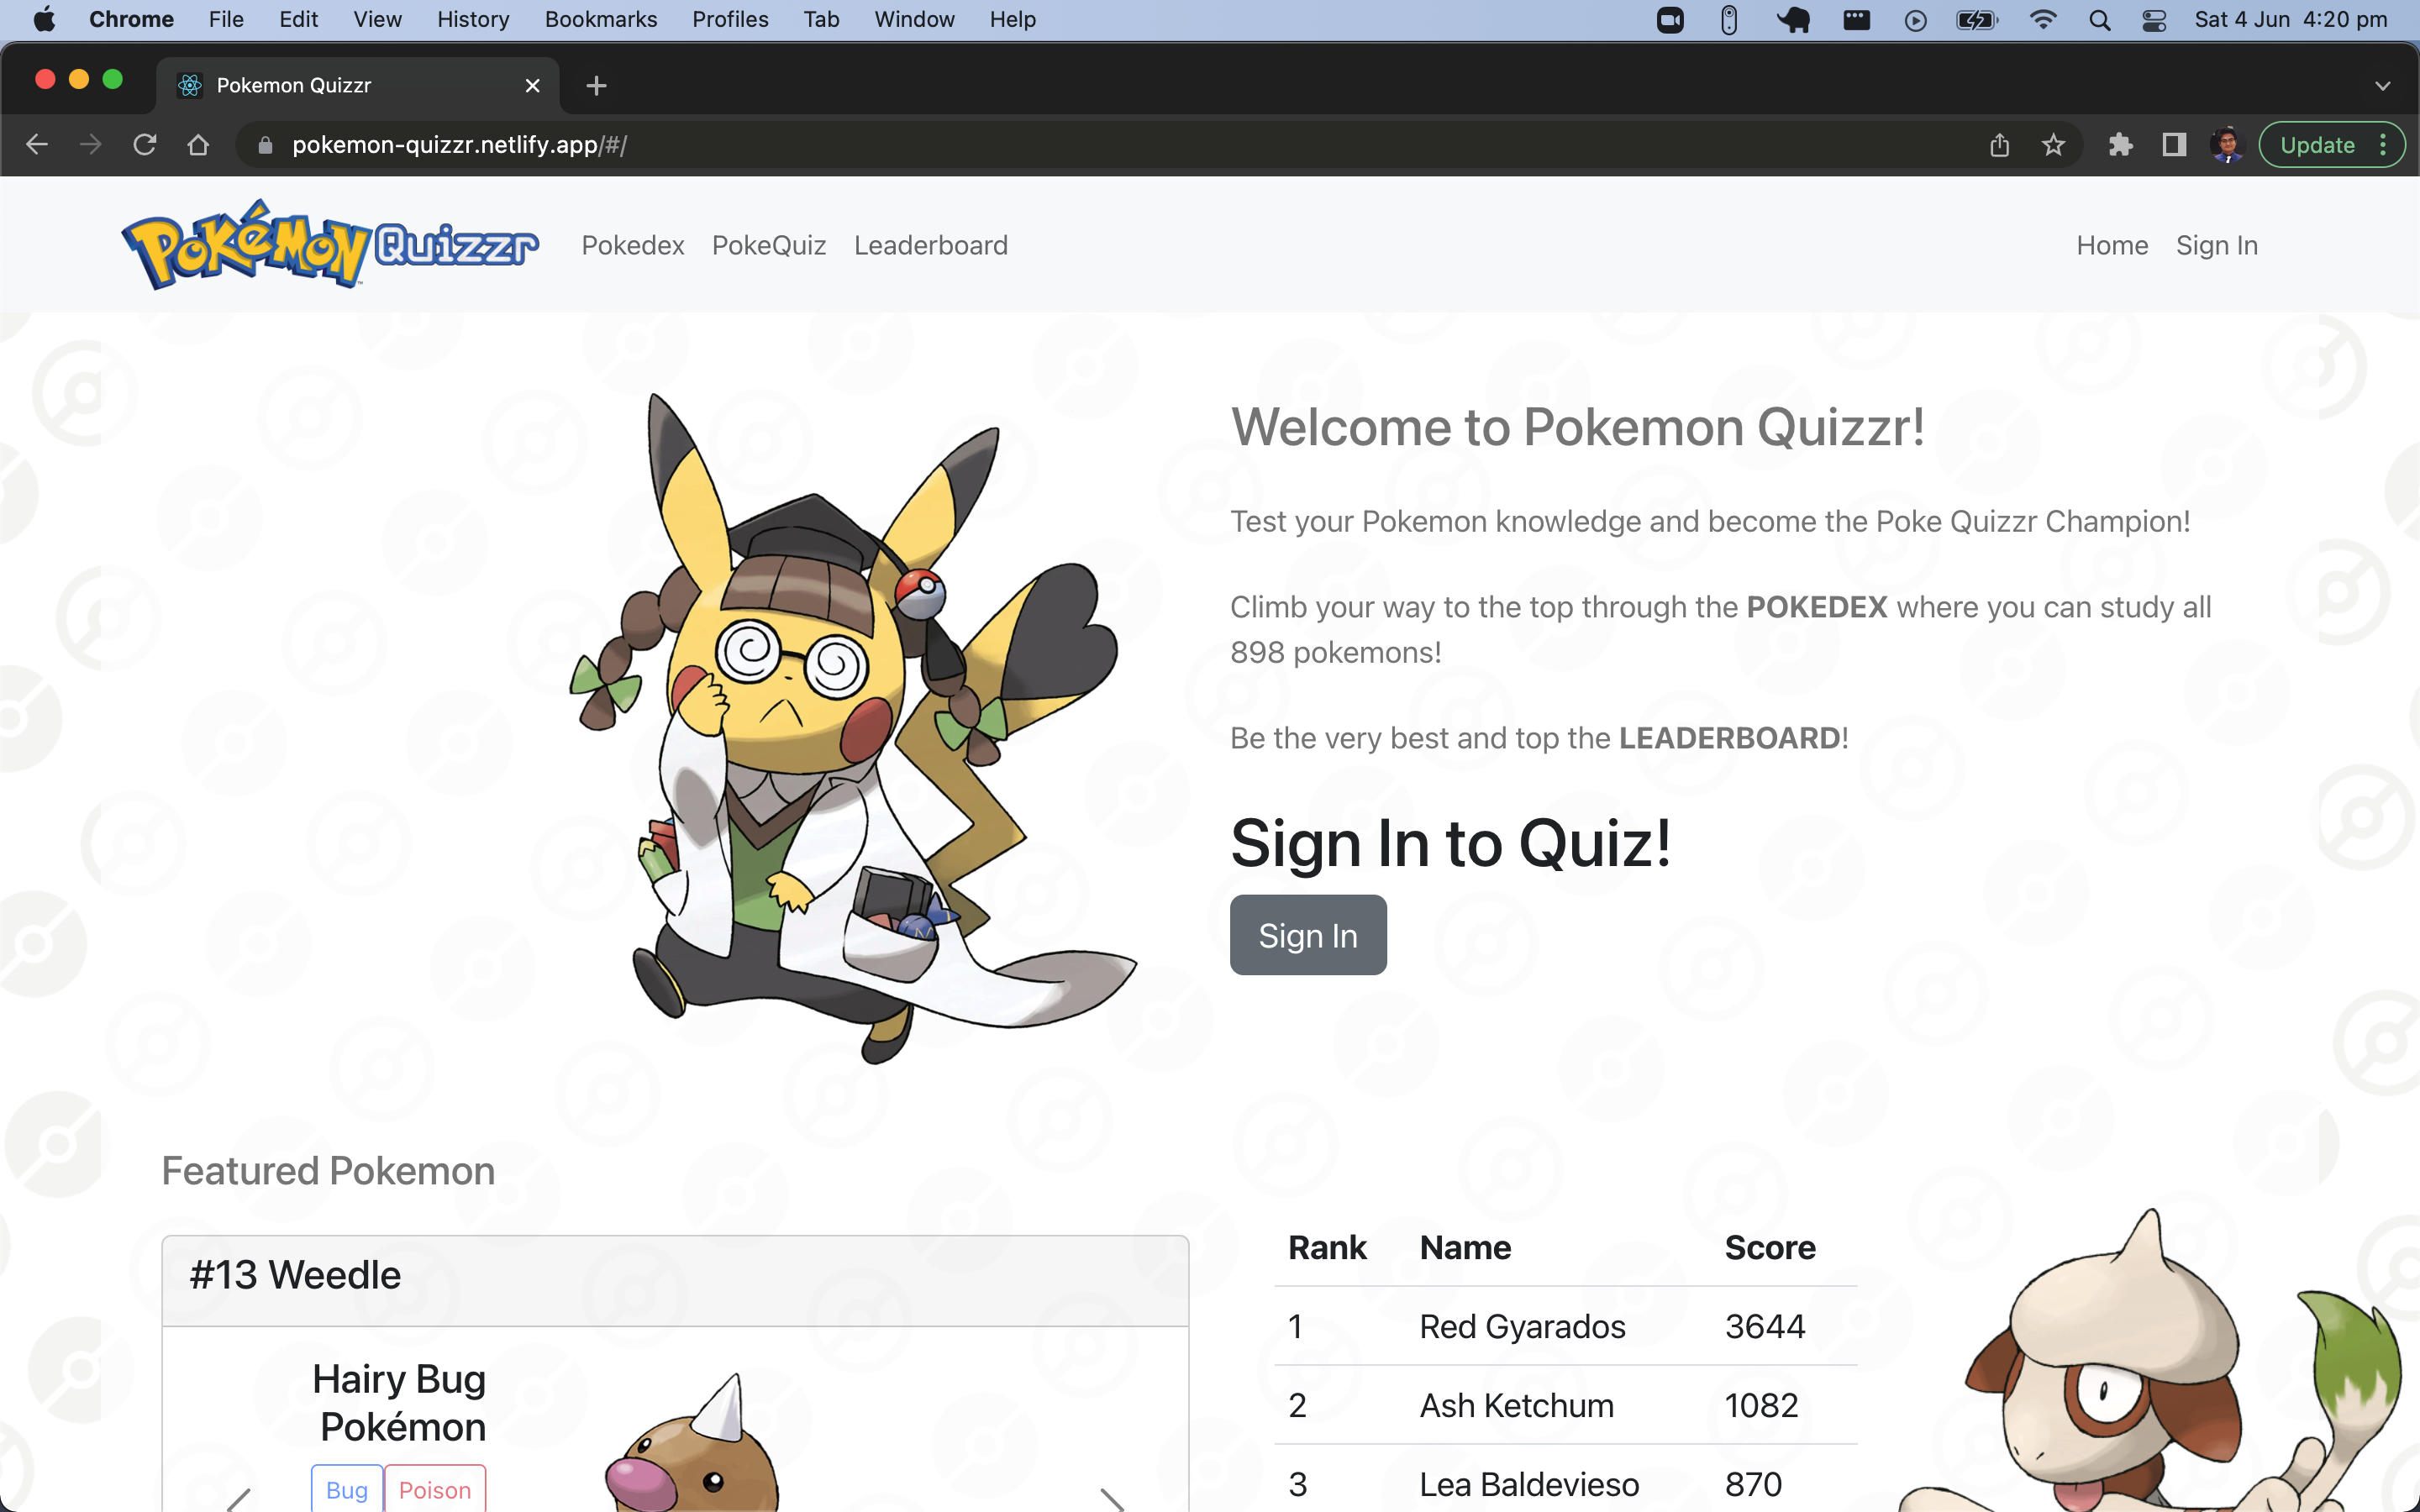 Chrome File Edit View History Bookmarks Profiles Tab Window Help Sat 4 Jun 4:20 pm
Pokemon Quizzr
pokemon-quizzr.netlify.app/#/ Update
POKéMON Quizzr Pokedex PokeQuiz Leaderboard Home Sign In
Welcome to Pokemon Quizzr!
Test your Pokemon knowledge and become the Poke Quizzr Champion!
Climb your way to the top through the POKEDEX where you can study all
898 pokemons!
Be the very best and top the LEADERBOARD!
Sign In to Quiz!
Sign In
Featured Pokemon
#13 Weedle
Hairy Bug
Pokémon
Bug Poison
Rank Name Score
1 Red Gyarados 3644
2 Ash Ketchum 1082
3 Lea Baldevieso 870